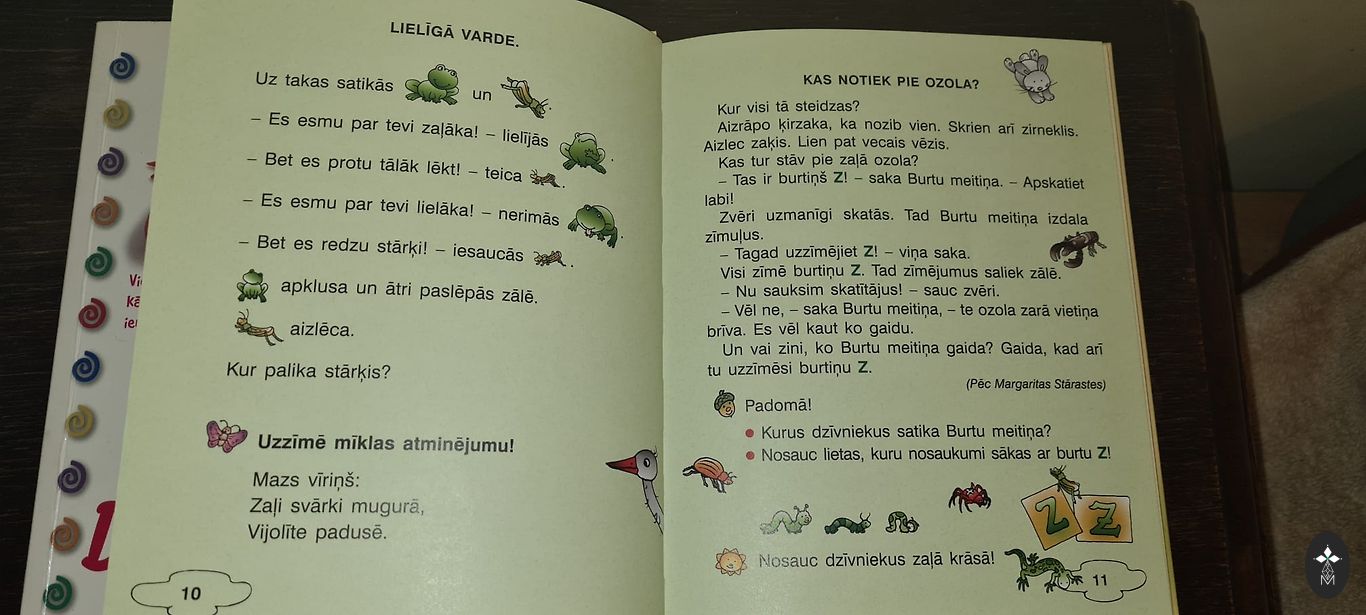 LIELĪGĀ VARDE.
Uz takas satikās un .
– Es esmu par tevi zaļāka! – lielījās .
– Bet es protu tālāk lēkt! – teica .
– Es esmu par tevi lielāka! – nerimās .
– Bet es redzu stārķi! – iesaucās .
apklusa un ātri paslēpās zālē.
aizlēca.
Kur palika stārķis?
Uzzīmē mīklas atminējumu!
Mazs vīriņš:
Zaļi svārki mugurā,
Vijolīte padusē.
10
KAS NOTIEK PIE OZOLA?
Kur visi tā steidzas?
Aizrāpo ķirzaka, ka nozib vien. Skrien arī zirneklis.
Aizlec zaķis. Lien pat vecais vēzis.
Kas tur stāv pie zaļā ozola?
– Tas ir burtiņš Z! – saka Burtu meitiņa. – Apskatiet
labi!
Zvēri uzmanīgi skatās. Tad Burtu meitiņa izdala
zīmuļus.
– Tagad uzzīmējiet Z! – viņa saka.
Visi zīmē burtiņu Z. Tad zīmējumus saliek zālē.
– Nu sauksim skatītājus! – sauc zvēri.
– Vēl ne, – saka Burtu meitiņa, – te ozola zarā vietiņa
brīva. Es vēl kaut ko gaidu.
Un vai zini, ko Burtu meitiņa gaida? Gaida, kad arī
tu uzzīmēsi burtiņu Z.
(Pēc Margaritas Stārastes)
Padomā!
• Kurus dzīvniekus satika Burtu meitiņa?
• Nosauc lietas, kuru nosaukumi sākas ar burtu Z!
Z Z
Nosauc dzīvniekus zaļā krāsā!
11
M